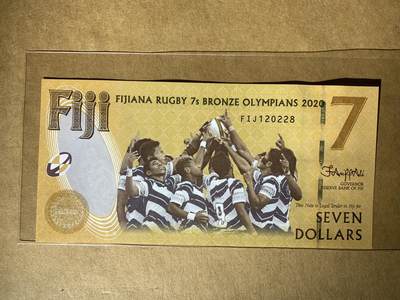 Fiji
FIJIANA RUGBY 7s BRONZE OLYMPIANS 2020
7
FIJ120228
9
GOVERNOR
RESERVE BANK OF FIJI
This Note is Legal Tender in Fiji for
SEVEN
DOLLARS